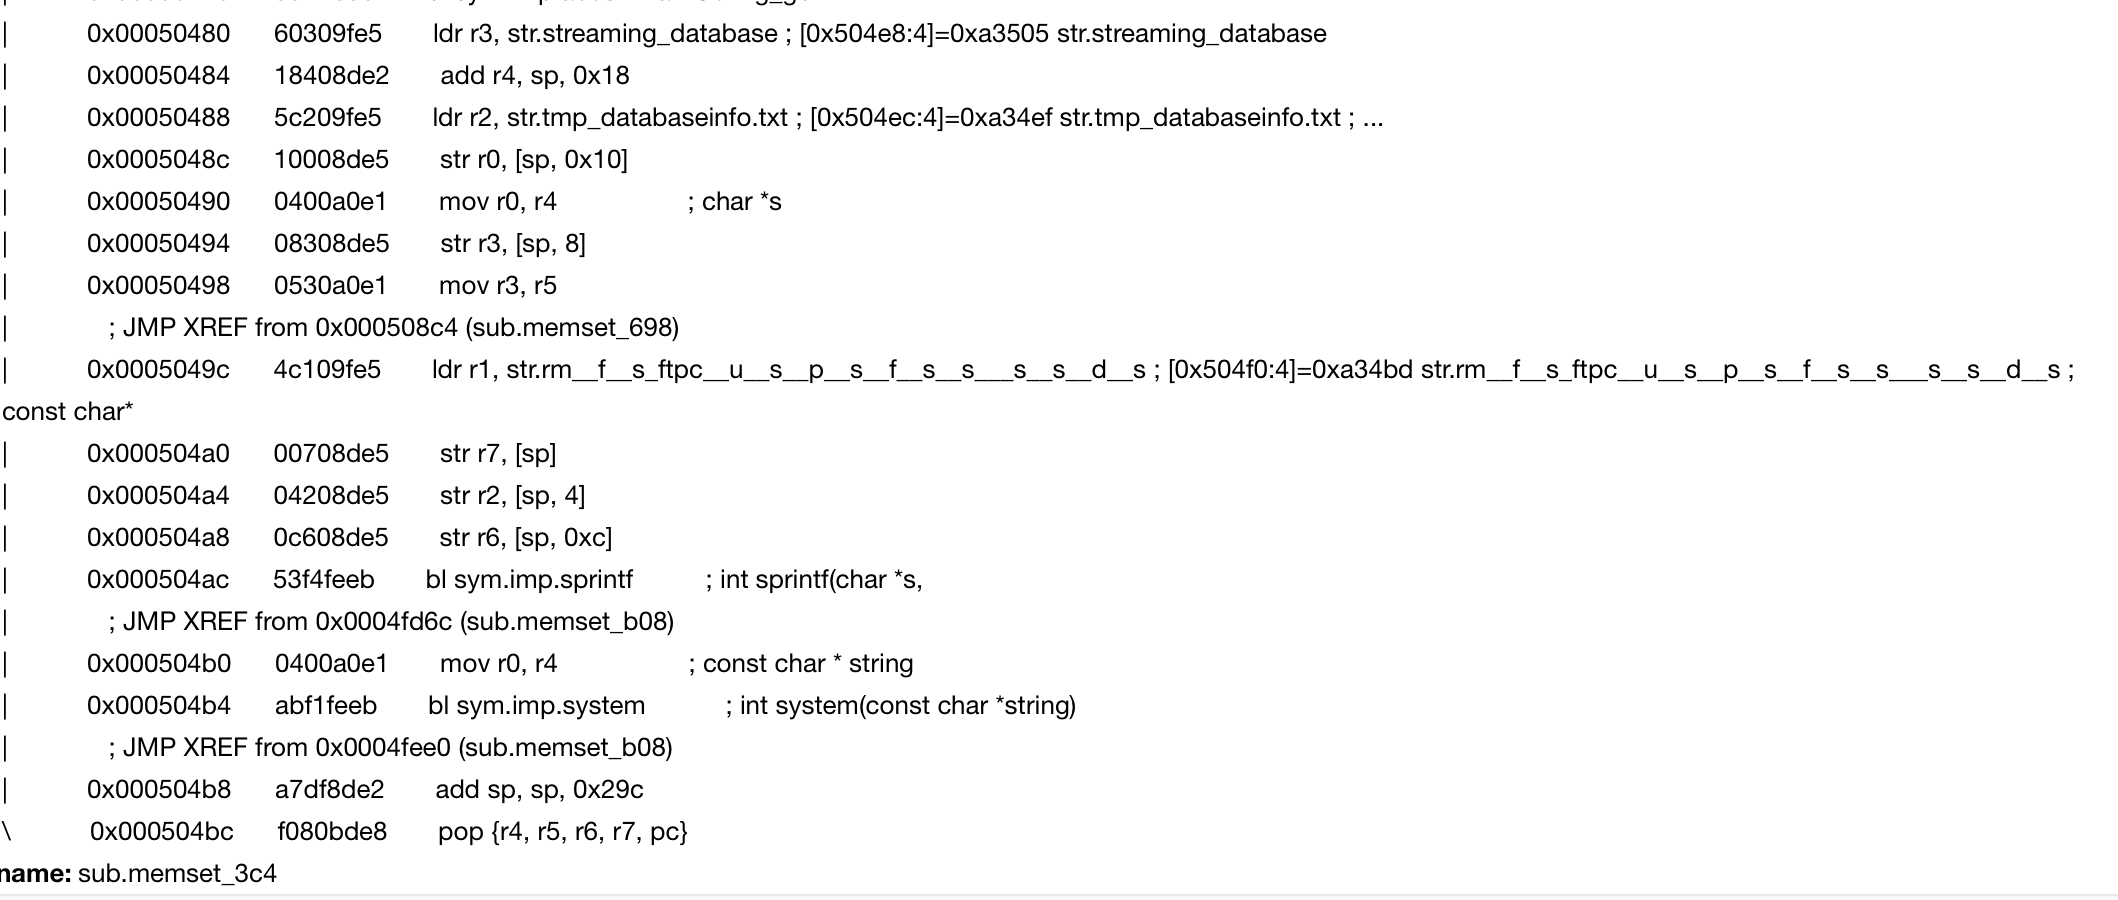 | 0x00050480 60309fe5 ldr r3, str.streaming_database ; [0x504e8:4]=0xa3505 str.streaming_database
| 0x00050484 18408de2 add r4, sp, 0x18
| 0x00050488 5c209fe5 ldr r2, str.tmp_databaseinfo.txt ; [0x504ec:4]=0xa34ef str.tmp_databaseinfo.txt ; ...
| 0x0005048c 10008de5 str r0, [sp, 0x10]
| 0x00050490 0400a0e1 mov r0, r4 ; char *s
| 0x00050494 08308de5 str r3, [sp, 8]
| 0x00050498 0530a0e1 mov r3, r5
| ; JMP XREF from 0x000508c4 (sub.memset_698)
| 0x0005049c 4c109fe5 ldr r1, str.rm__f__s_ftpc__u__s__p__s__f__s__s___s__s__d__s ; [0x504f0:4]=0xa34bd str.rm__f__s_ftpc__u__s__p__s__f__s__s___s__s__d__s ;
const char*
| 0x000504a0 00708de5 str r7, [sp]
| 0x000504a4 04208de5 str r2, [sp, 4]
| 0x000504a8 0c608de5 str r6, [sp, 0xc]
| 0x000504ac 53f4feeb bl sym.imp.sprintf ; int sprintf(char *s,
| ; JMP XREF from 0x0004fd6c (sub.memset_b08)
| 0x000504b0 0400a0e1 mov r0, r4 ; const char * string
| 0x000504b4 abf1feeb bl sym.imp.system ; int system(const char *string)
| ; JMP XREF from 0x0004fee0 (sub.memset_b08)
| 0x000504b8 a7df8de2 add sp, sp, 0x29c
\ 0x000504bc f080bde8 pop {r4, r5, r6, r7, pc}
name: sub.memset_3c4